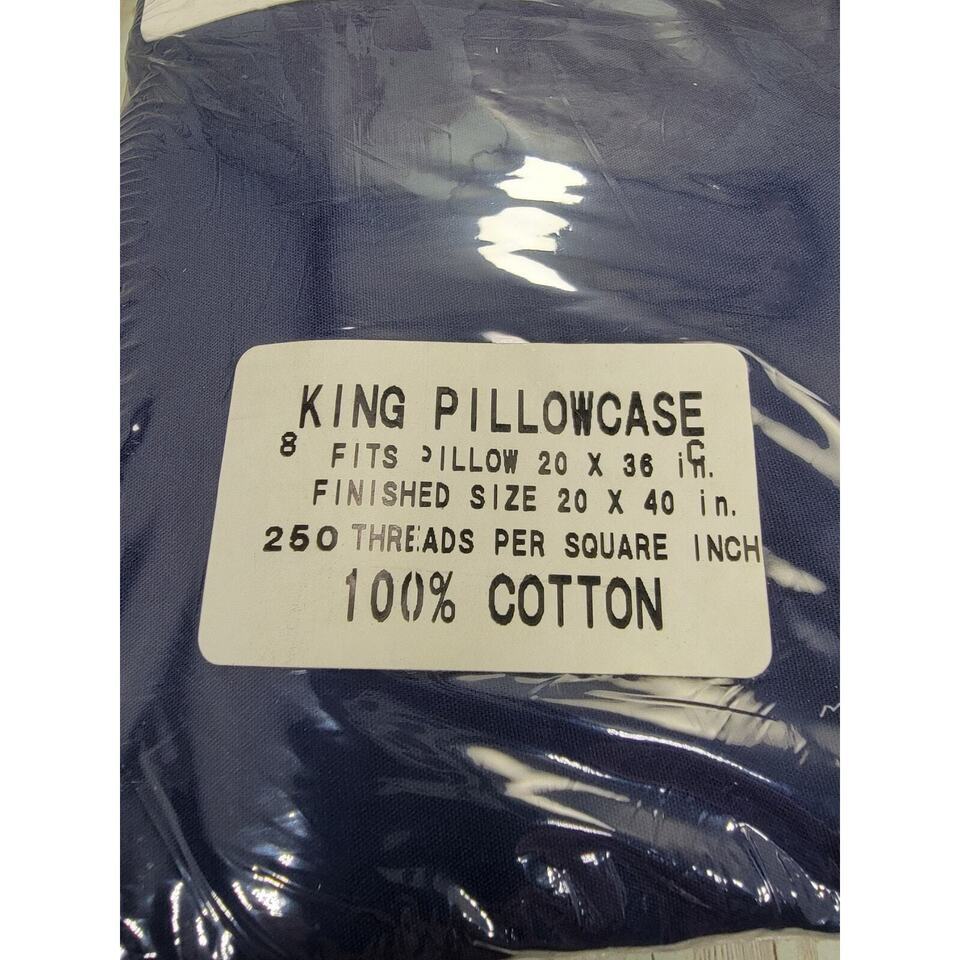 KING PILLOWCASE
8 C
FITS PILLOW 20 X 36 in.
FINISHED SIZE 20 X 40 in.
250 THREADS PER SQUARE INCH
100% COTTON